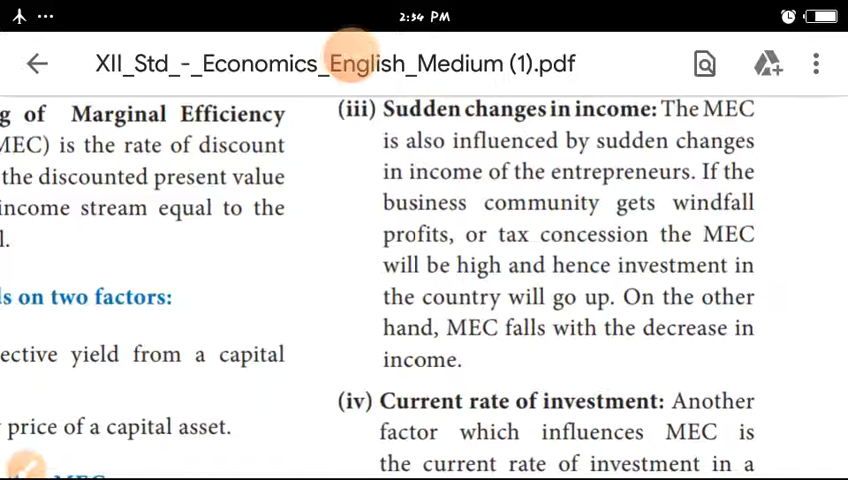 2:34 PM
XII_Std_-_Economics_English_Medium (1).pdf
g of Marginal Efficiency
MEC) is the rate of discount
the discounted present value
income stream equal to the
l.
s on two factors:
ective yield from a capital
price of a capital asset.
(iii) Sudden changes in income: The MEC
is also influenced by sudden changes
in income of the entrepreneurs. If the
business community gets windfall
profits, or tax concession the MEC
will be high and hence investment in
the country will go up. On the other
hand, MEC falls with the decrease in
income.
(iv) Current rate of investment: Another
factor which influences MEC is
the current rate of investment in a